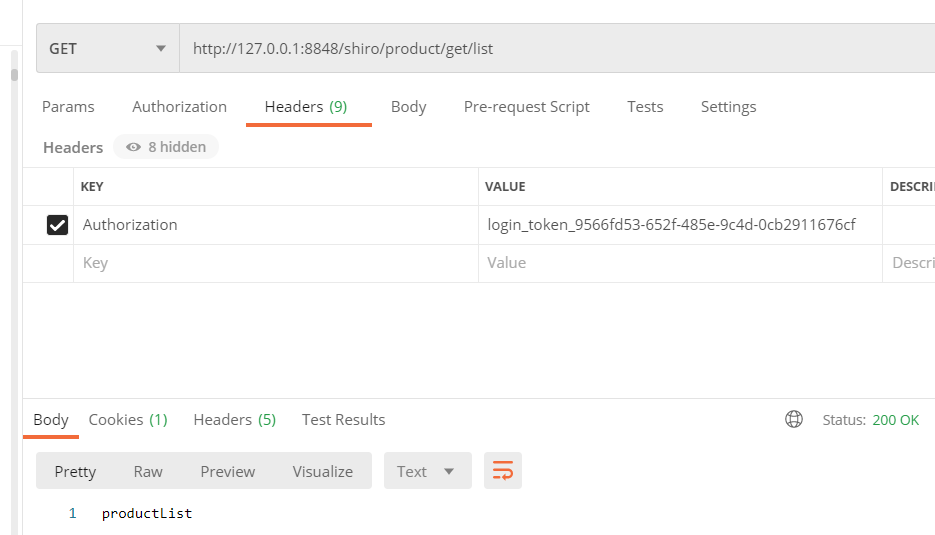 GET http://127.0.0.1:8848/shiro/product/get/list
Params Authorization Headers (9) Body Pre-request Script Tests Settings
Headers 8 hidden
KEY VALUE DESCRI
Authorization login_token_9566fd53-652f-485e-9c4d-0cb2911676cf
Key Value Descri
Body Cookies (1) Headers (5) Test Results Status: 200 OK
Pretty Raw Preview Visualize Text
1 productList